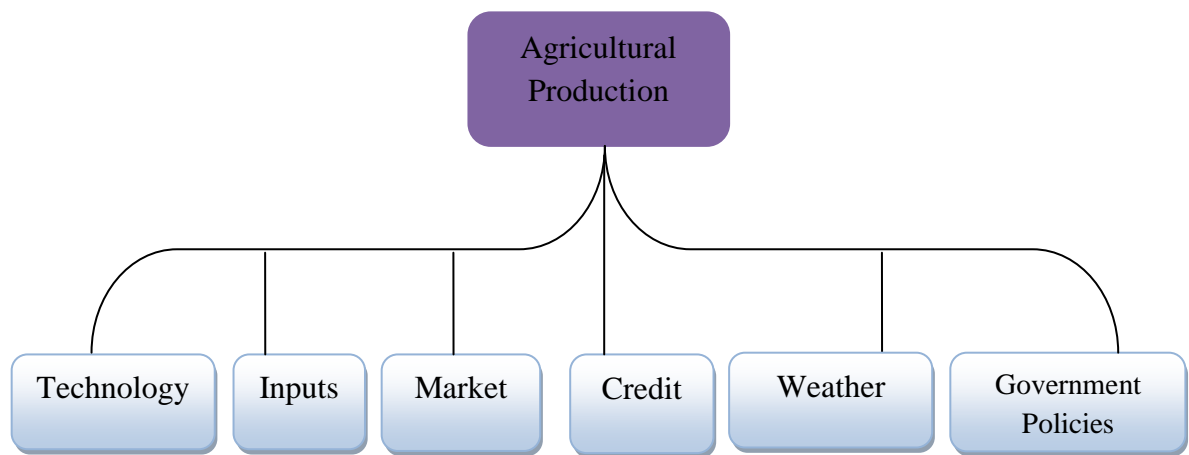 Agricultural
Production
Technology
Inputs
Market
Credit
Weather
Government
Policies